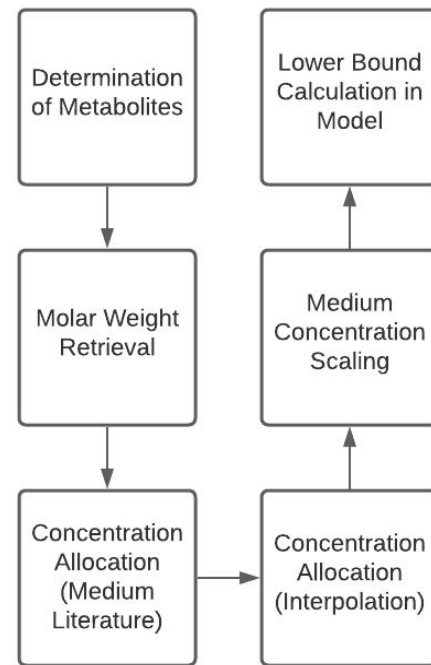 Determination
of Metabolites
Molar Weight
Retrieval
Concentration
Allocation
(Medium
Literature)
Concentration
Allocation
(Interpolation)
Medium
Concentration
Scaling
Lower Bound
Calculation in
Model